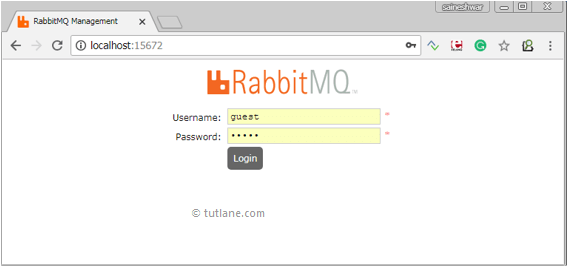 saineshwar
RabbitMQ Management
localhost:15672
RabbitMQ
Username: guest *
Password: ••••• *
Login
© tutlane.com